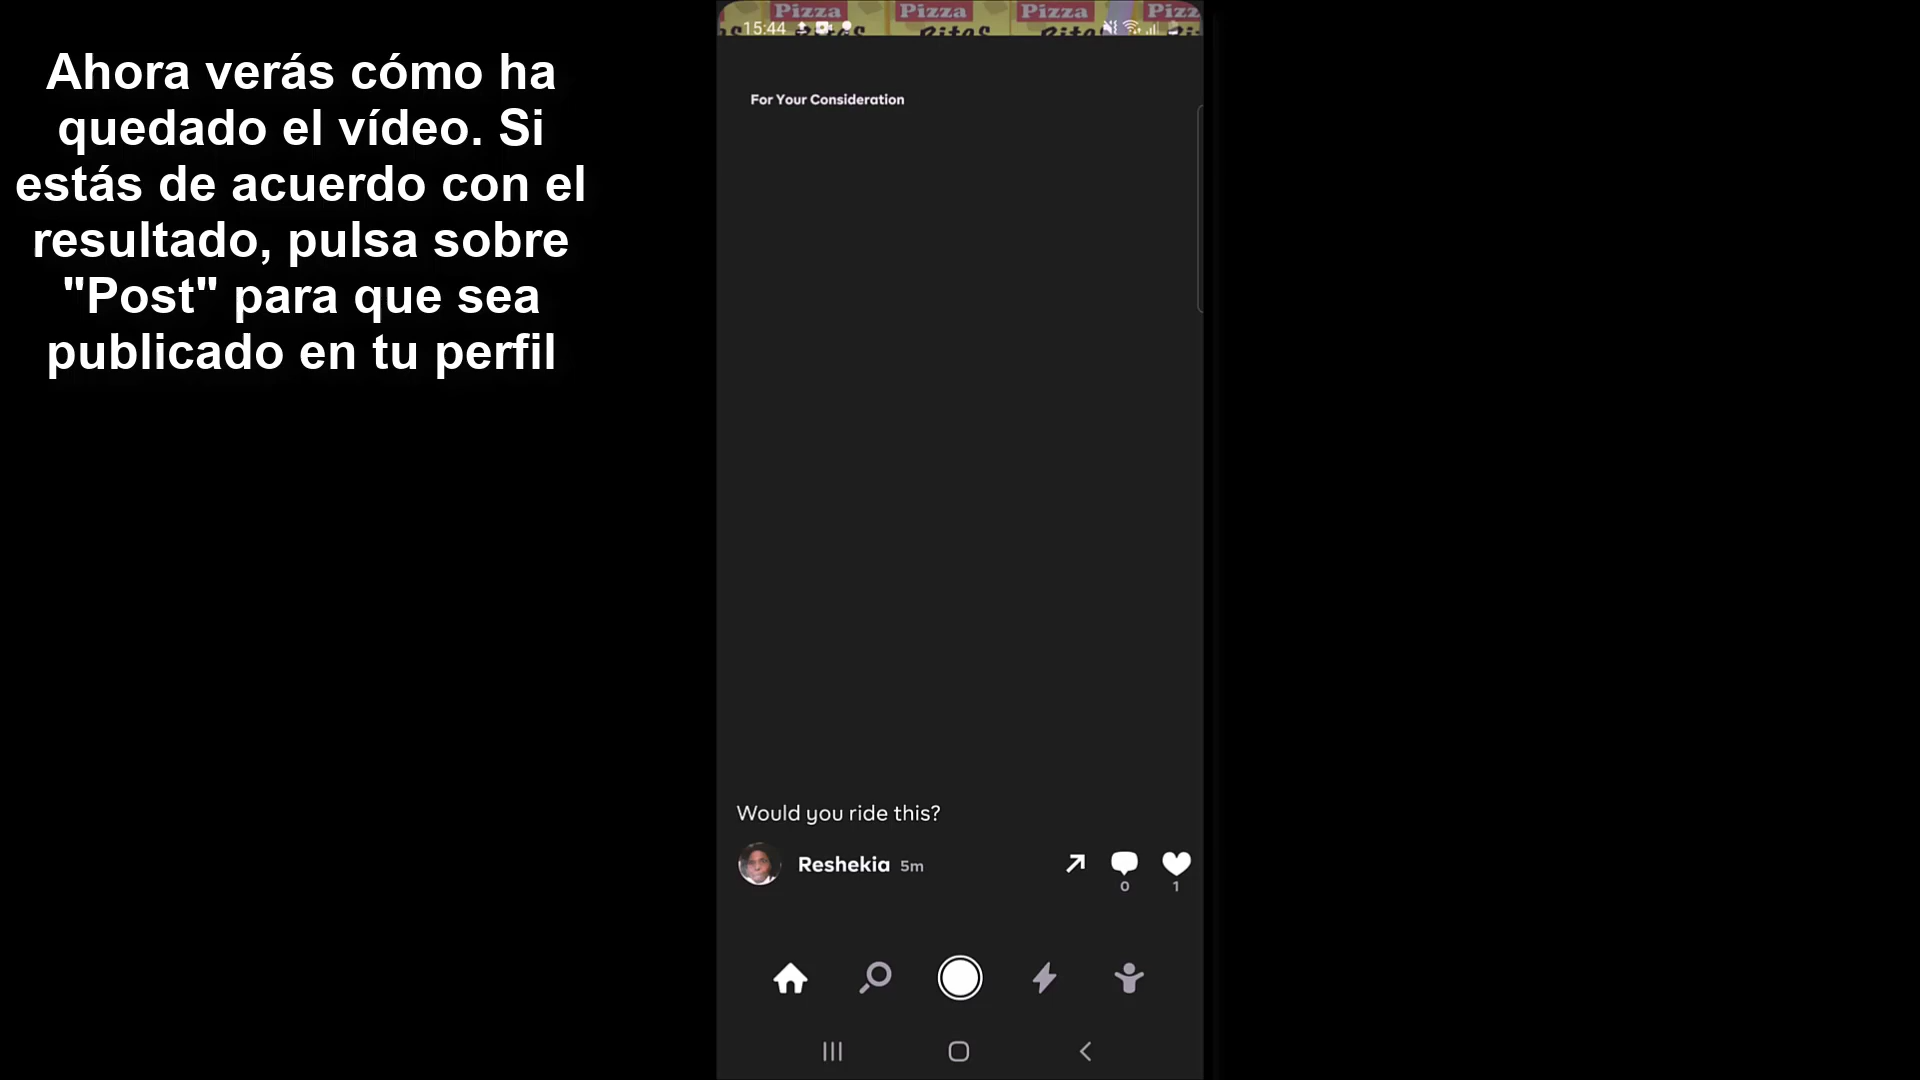 Ahora verás cómo ha
quedado el vídeo. Si
estás de acuerdo con el
resultado, pulsa sobre
"Post" para que sea
publicado en tu perfil
Pizza Pizza Pizza Pizz
15:44
For Your Consideration
Would you ride this?
Reshekia 5m
0
1